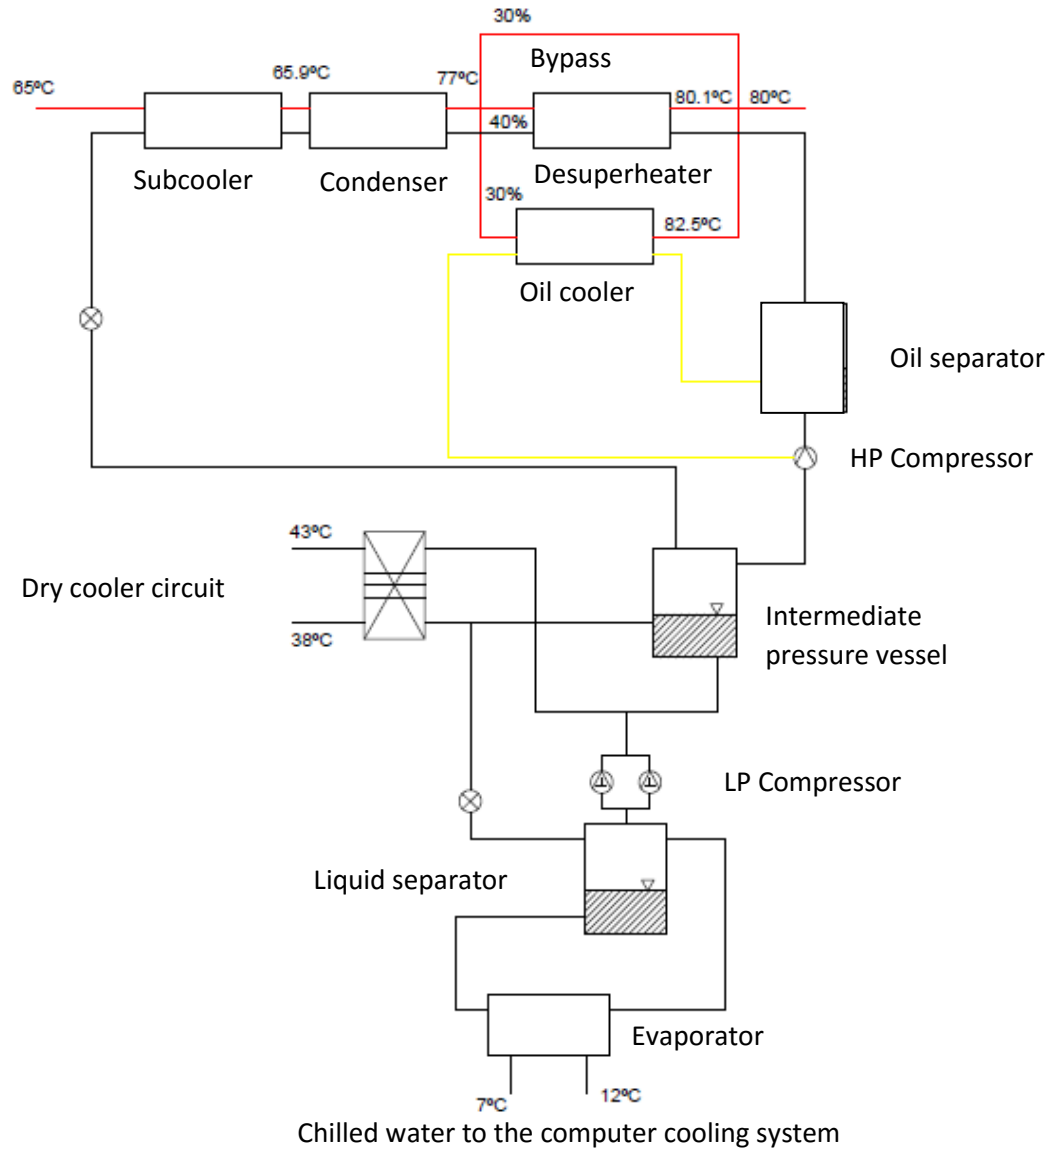 30%
Bypass
65ºC
65.9ºC
77ºC
80.1ºC
80ºC
40%
Subcooler
Condenser
Desuperheater
30%
82.5ºC
Oil cooler
Oil separator
HP Compressor
43ºC
Dry cooler circuit
38ºC
Intermediate
pressure vessel
LP Compressor
Liquid separator
Evaporator
7ºC
12ºC
Chilled water to the computer cooling system